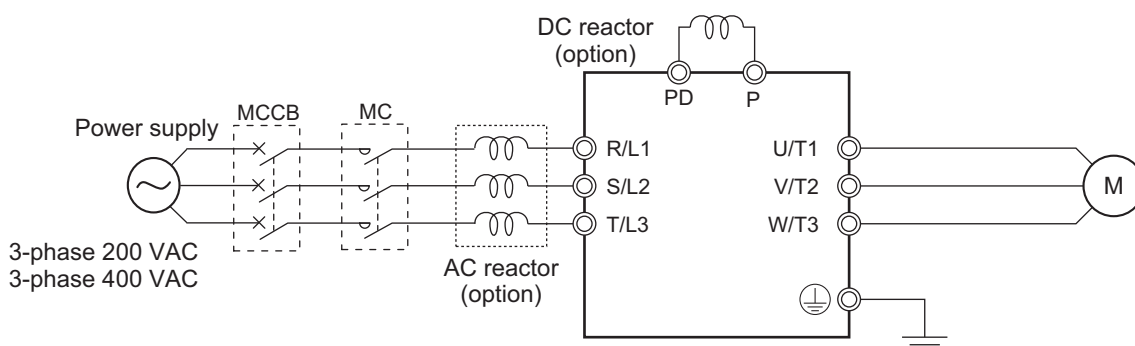 DC reactor
(option)
PD
P
MCCB
MC
Power supply
R/L1
U/T1
S/L2
V/T2
M
T/L3
W/T3
3-phase 200 VAC
3-phase 400 VAC
AC reactor
(option)